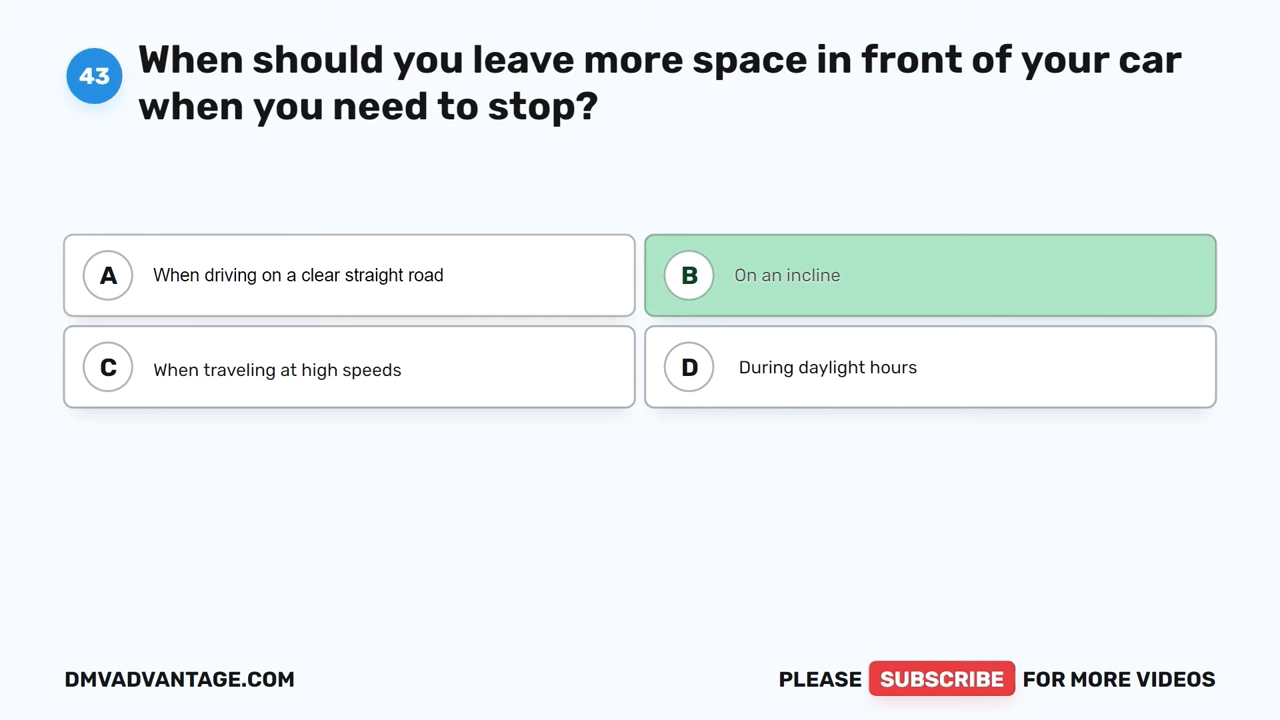 43
When should you leave more space in front of your car
when you need to stop?
A When driving on a clear straight road
B On an incline
C When traveling at high speeds
D During daylight hours
DMVADVANTAGE.COM
PLEASE SUBSCRIBE FOR MORE VIDEOS